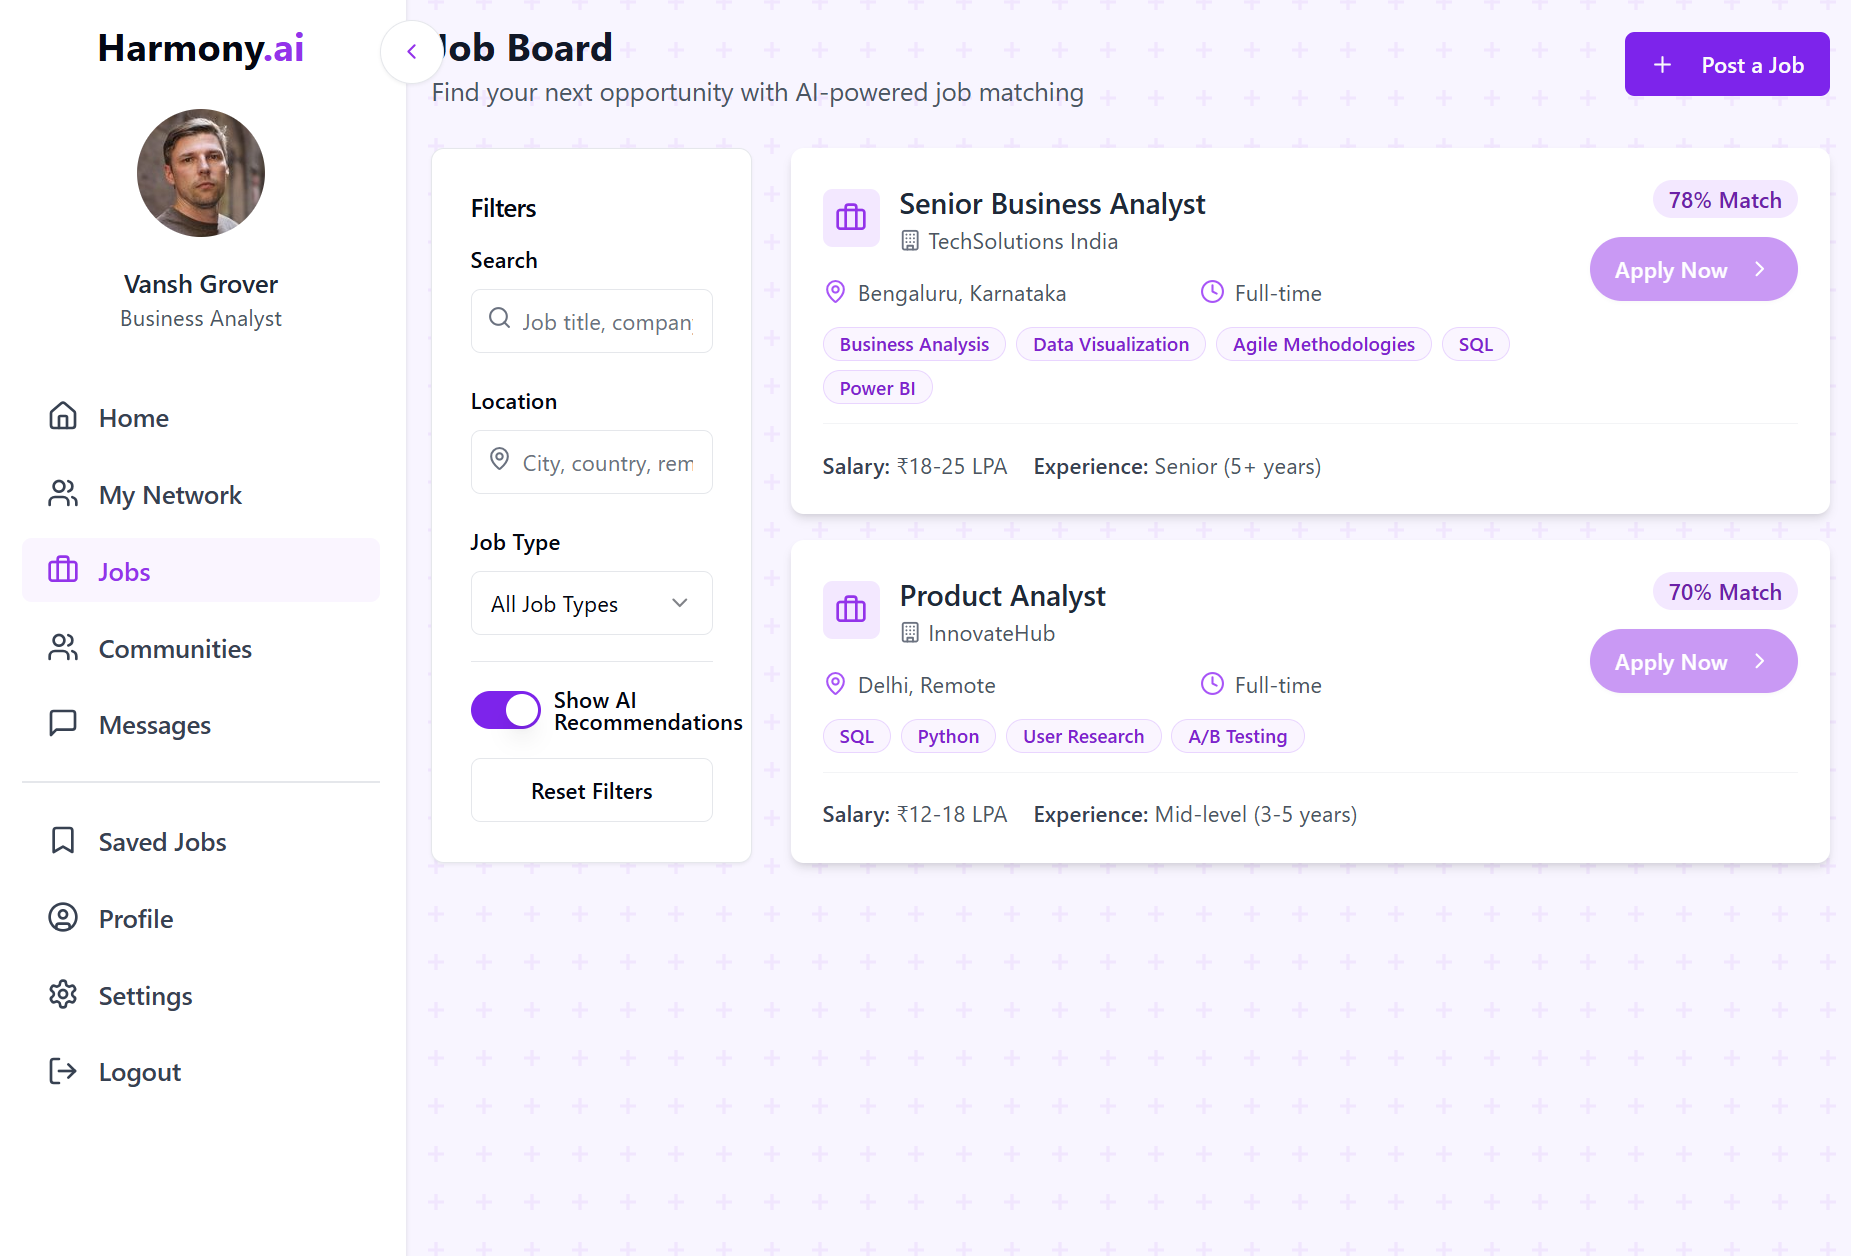 Harmony.ai
Vansh Grover
Business Analyst
Home
My Network
Jobs
Communities
Messages
Saved Jobs
Profile
Settings
Logout
Job Board
Find your next opportunity with AI-powered job matching
Post a Job
Filters
Search
Job title, company
Location
City, country, rem
Job Type
All Job Types
Show AI
Recommendations
Reset Filters
Senior Business Analyst
TechSolutions India
78% Match
Apply Now
Bengaluru, Karnataka
Full-time
Business Analysis
Data Visualization
Agile Methodologies
SQL
Power BI
Salary: ₹18-25 LPA
Experience: Senior (5+ years)
Product Analyst
InnovateHub
70% Match
Apply Now
Delhi, Remote
Full-time
SQL
Python
User Research
A/B Testing
Salary: ₹12-18 LPA
Experience: Mid-level (3-5 years)